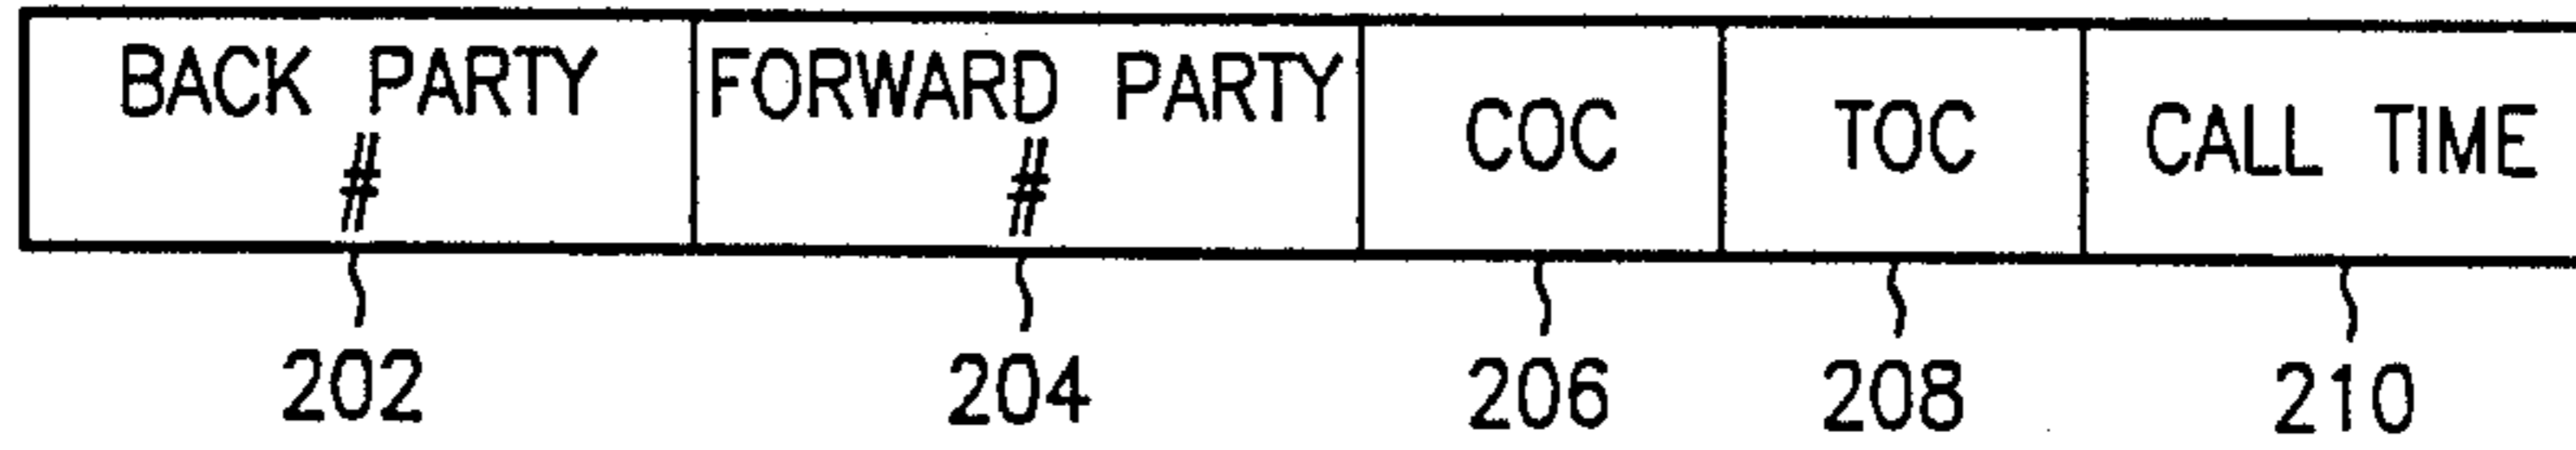 BACK PARTY
#
FORWARD PARTY
#
COC
TOC
CALL TIME
202
204
206
208
210